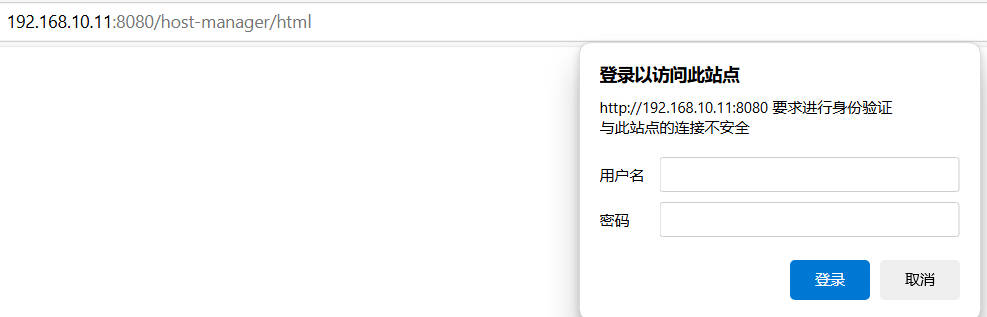 192.168.10.11:8080/host-manager/html
登录以访问此站点
http://192.168.10.11:8080 要求进行身份验证
与此站点的连接不安全
用户名
密码
登录 取消